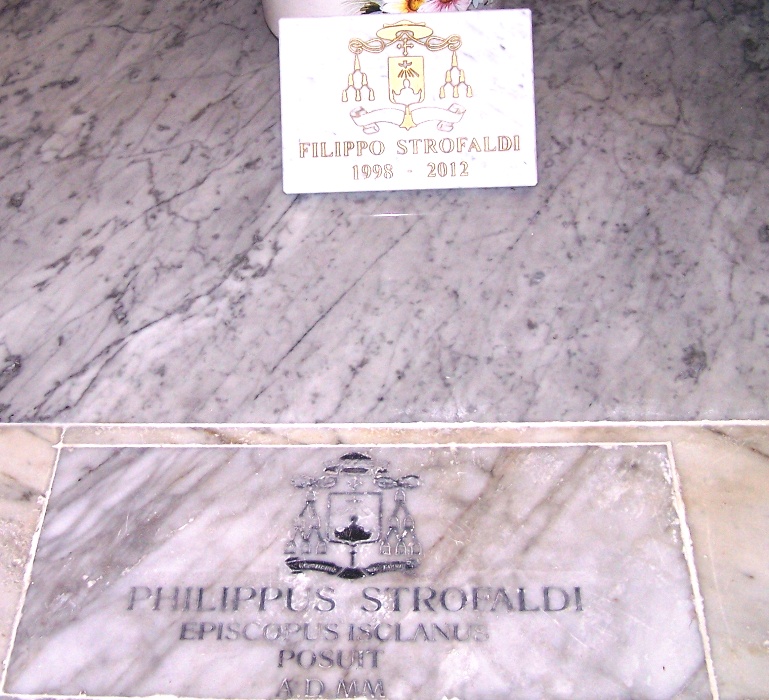 FILIPPO STROFALDI
1998 - 2012
PHILIPPUS STROFALDI
EPISCOPUS ISCLANUS
POSUIT
A D MM